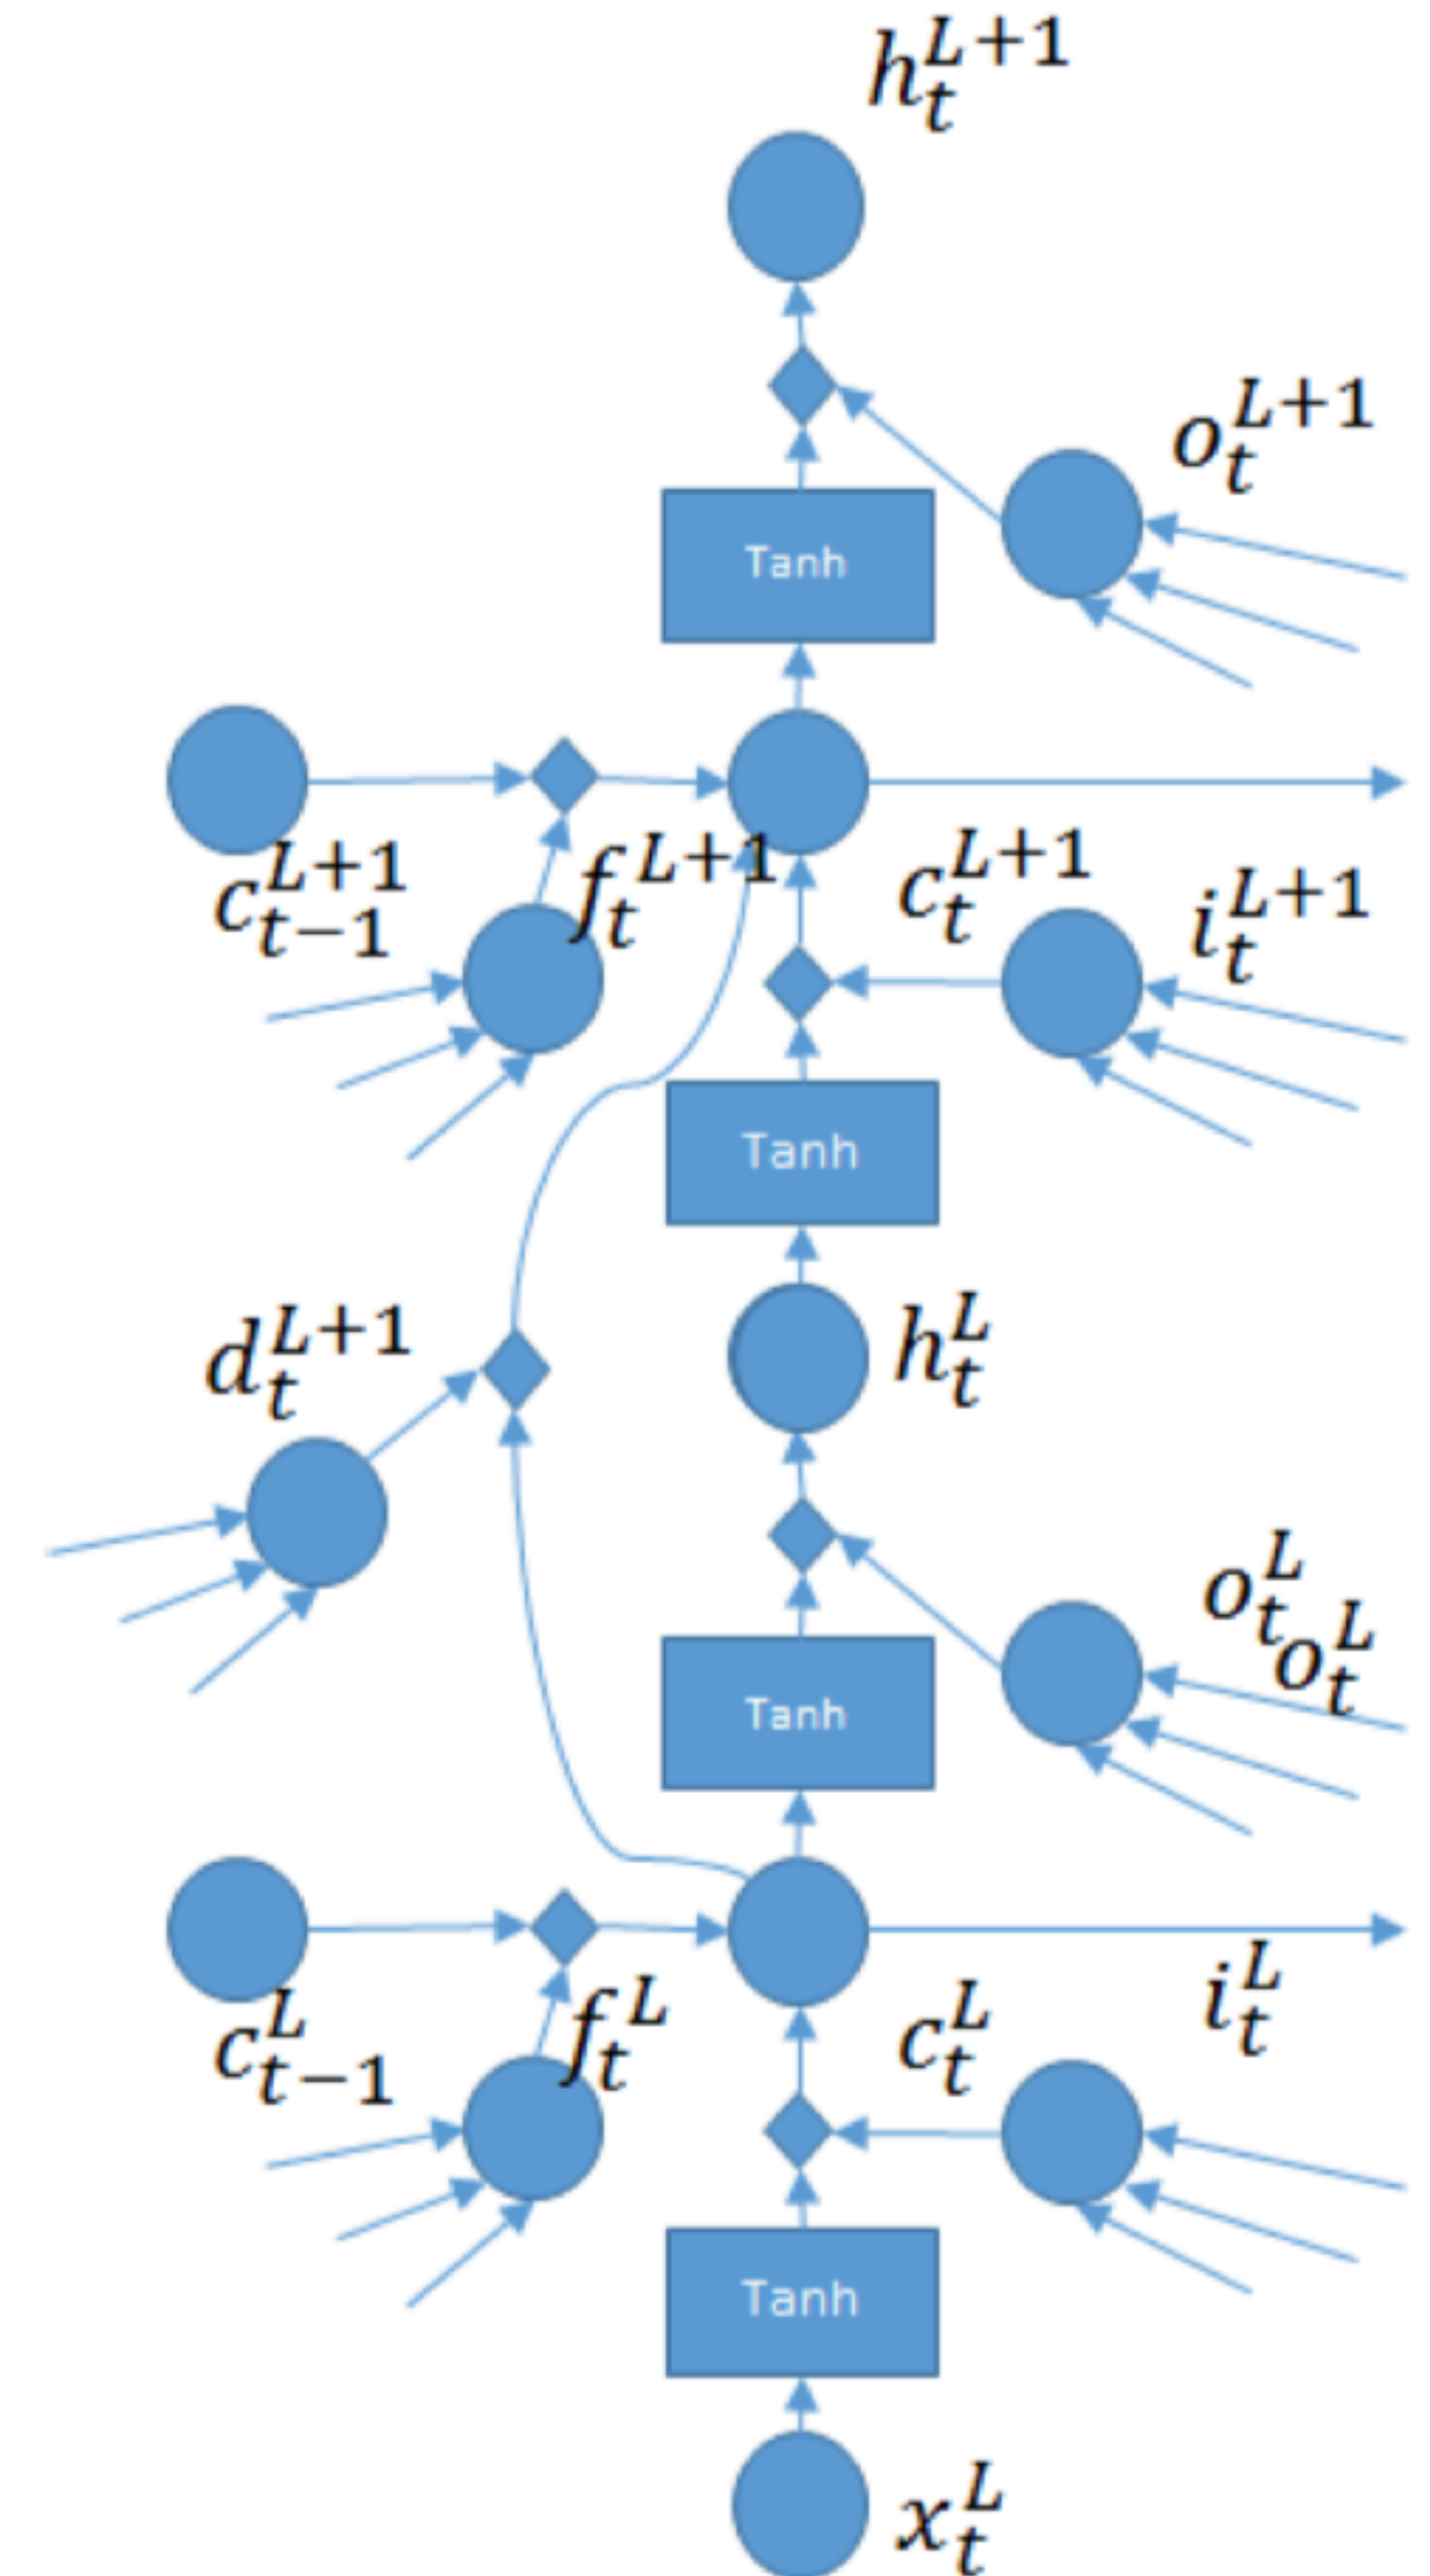 h_t^{L+1}
o_t^{L+1}
Tanh
c_{t-1}^{L+1}
f_t^{L+1}
c_t^{L+1}
i_t^{L+1}
Tanh
d_t^{L+1}
h_t^L
o_t^L
o_t^L
Tanh
c_{t-1}^L
f_t^L
c_t^L
i_t^L
Tanh
x_t^L